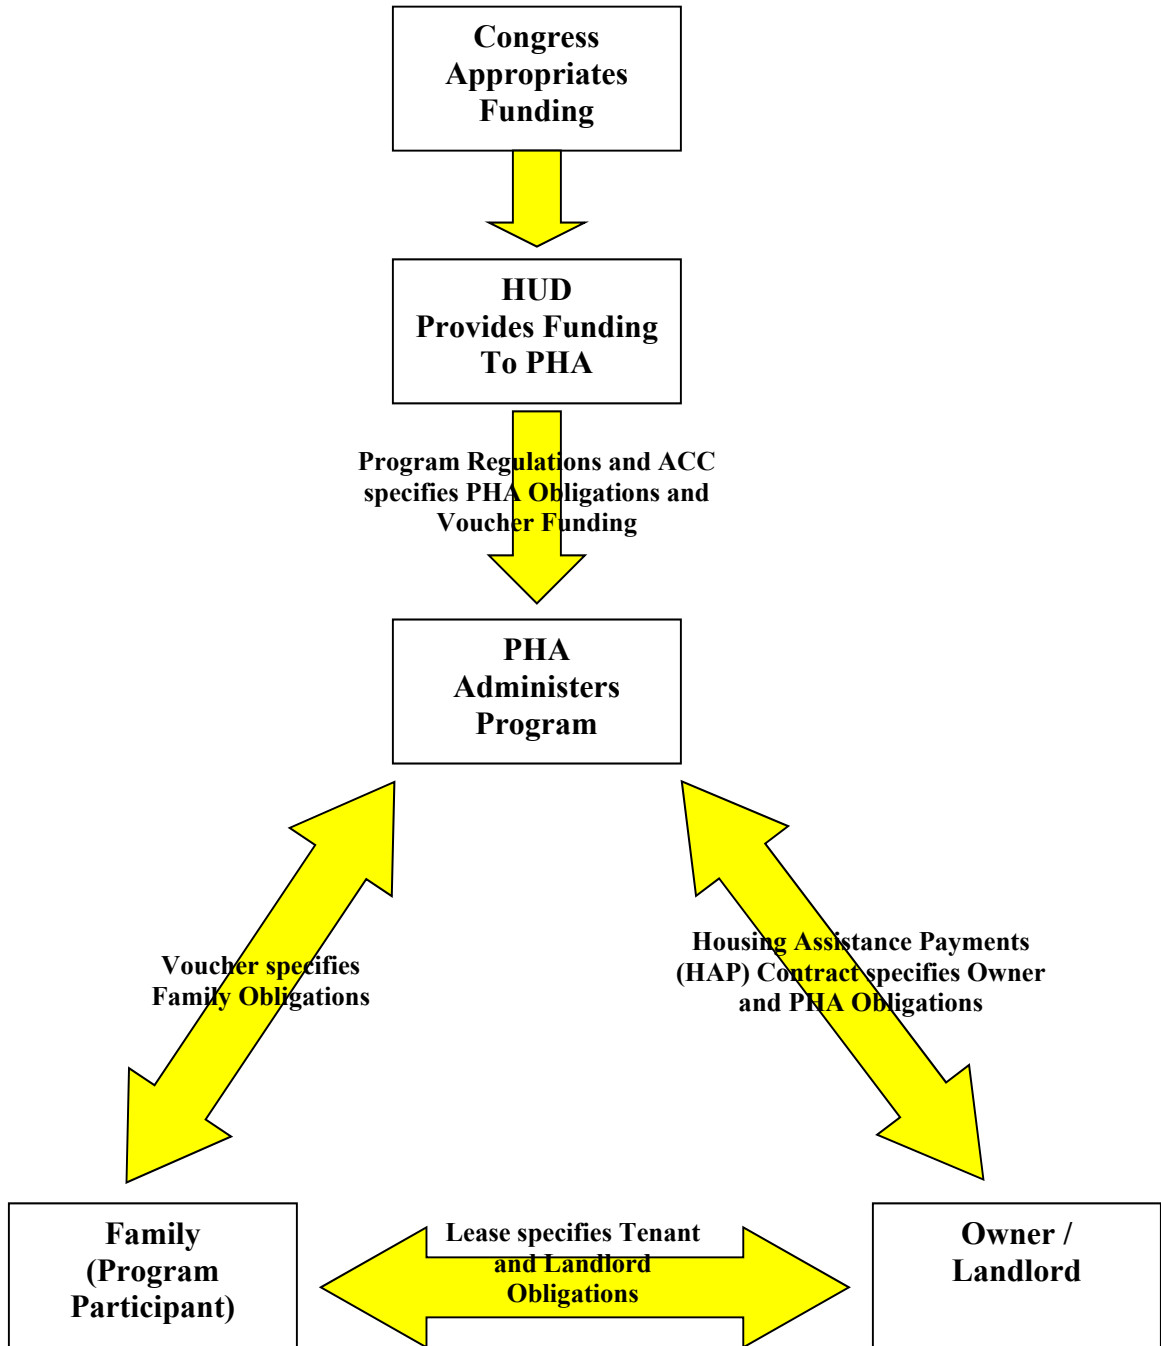 Congress
Appropriates
Funding
HUD
Provides Funding
To PHA
Program Regulations and ACC
specifies PHA Obligations and
Voucher Funding
PHA
Administers
Program
Voucher specifies
Family Obligations
Housing Assistance Payments
(HAP) Contract specifies Owner
and PHA Obligations
Family
(Program
Participant)
Lease specifies Tenant
and Landlord
Obligations
Owner /
Landlord